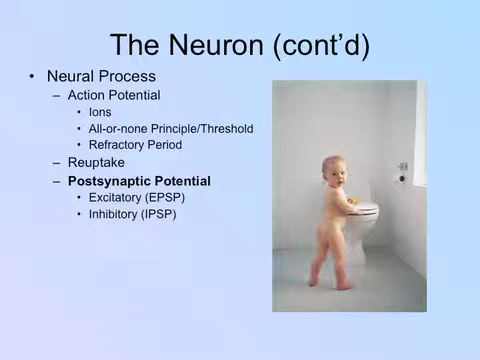 The Neuron (cont'd)
• Neural Process
– Action Potential
• Ions
• All-or-none Principle/Threshold
• Refractory Period
– Reuptake
– Postsynaptic Potential
• Excitatory (EPSP)
• Inhibitory (IPSP)